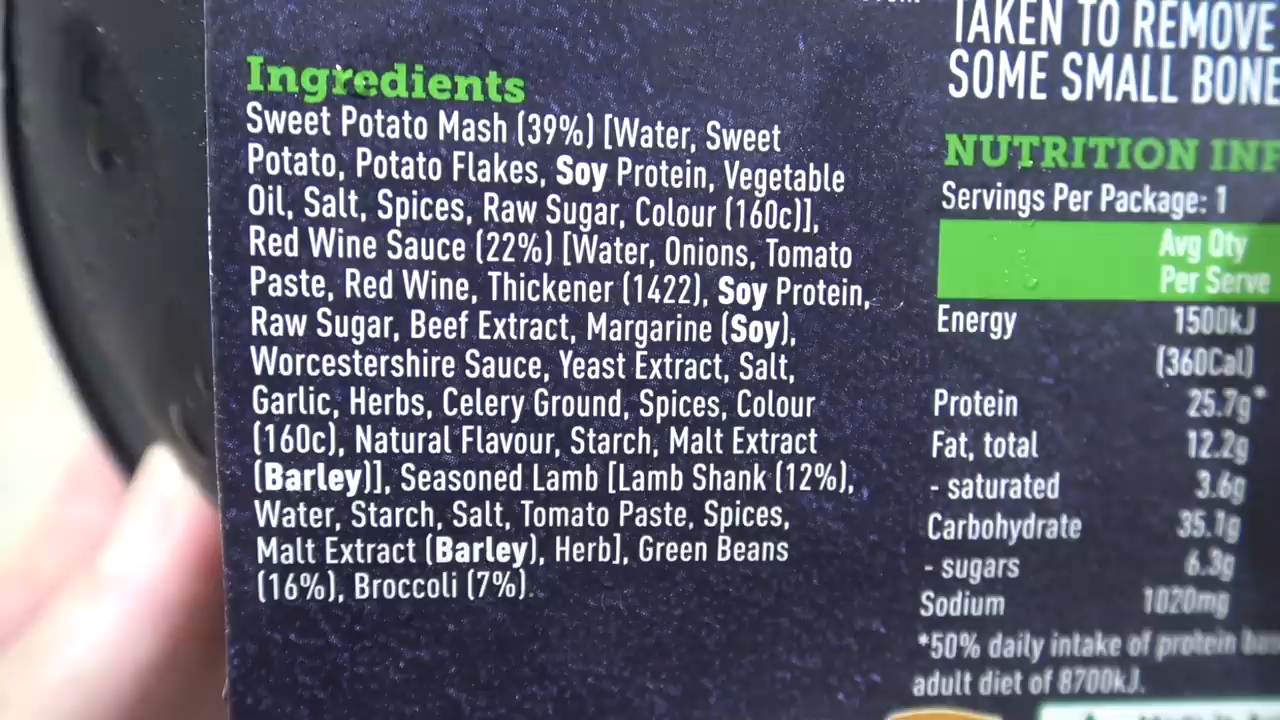 Ingredients
Sweet Potato Mash (39%) [Water, Sweet
Potato, Potato Flakes, Soy Protein, Vegetable
Oil, Salt, Spices, Raw Sugar, Colour (160c)],
Red Wine Sauce (22%) [Water, Onions, Tomato
Paste, Red Wine, Thickener (1422), Soy Protein,
Raw Sugar, Beef Extract, Margarine (Soy),
Worcestershire Sauce, Yeast Extract, Salt,
Garlic, Herbs, Celery Ground, Spices, Colour
(160c), Natural Flavour, Starch, Malt Extract
(Barley)], Seasoned Lamb [Lamb Shank (12%),
Water, Starch, Salt, Tomato Paste, Spices,
Malt Extract (Barley), Herb], Green Beans
(16%), Broccoli (7%).
TAKEN TO REMOVE
SOME SMALL BONE
NUTRITION INF
Servings Per Package: 1
Avg Qty
Per Serve
Energy 1500kJ
(360Cal)
Protein 25.7g*
Fat, total 12.2g
- saturated 3.6g
Carbohydrate 35.1g
- sugars 6.3g
Sodium 1020mg
*50% daily intake of protein bas
adult diet of 8700kJ.